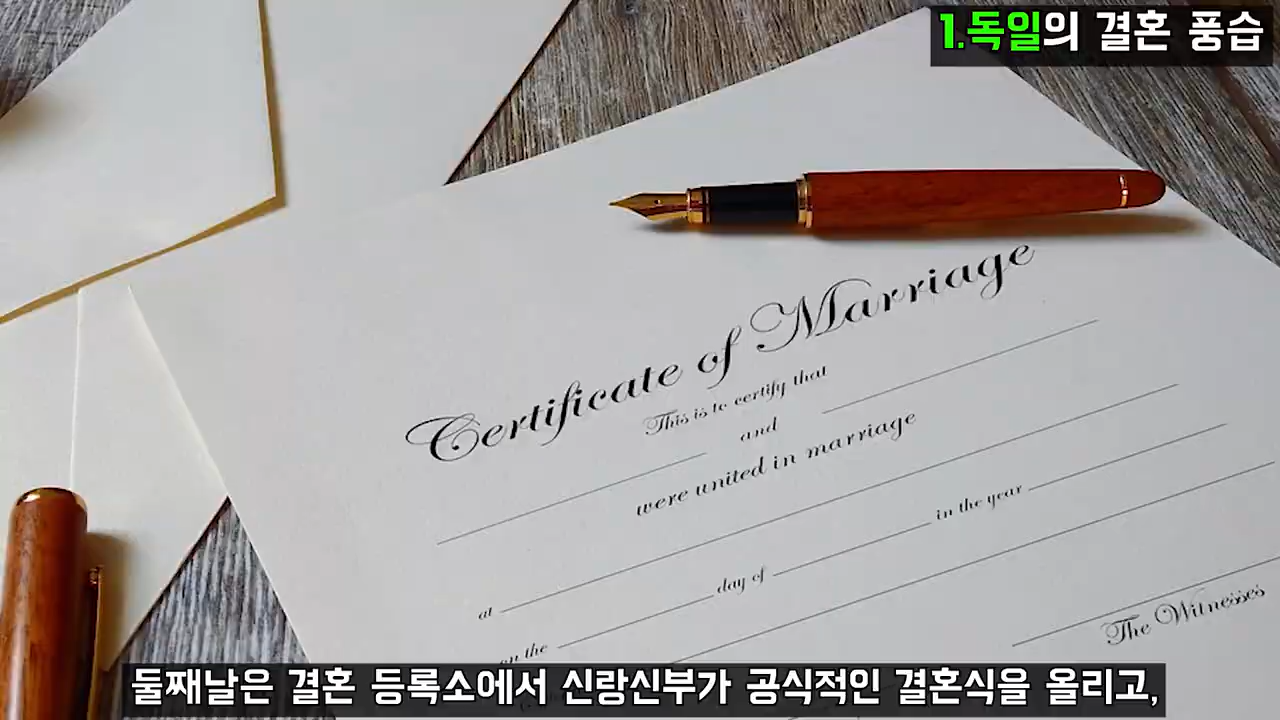 1.독일의 결혼 풍습
Certificate of Marriage
This is to certify that
and
were united in marriage
at
in the year
day of
on the
The Witnesses
둘째날은 결혼 등록소에서 신랑신부가 공식적인 결혼식을 올리고,